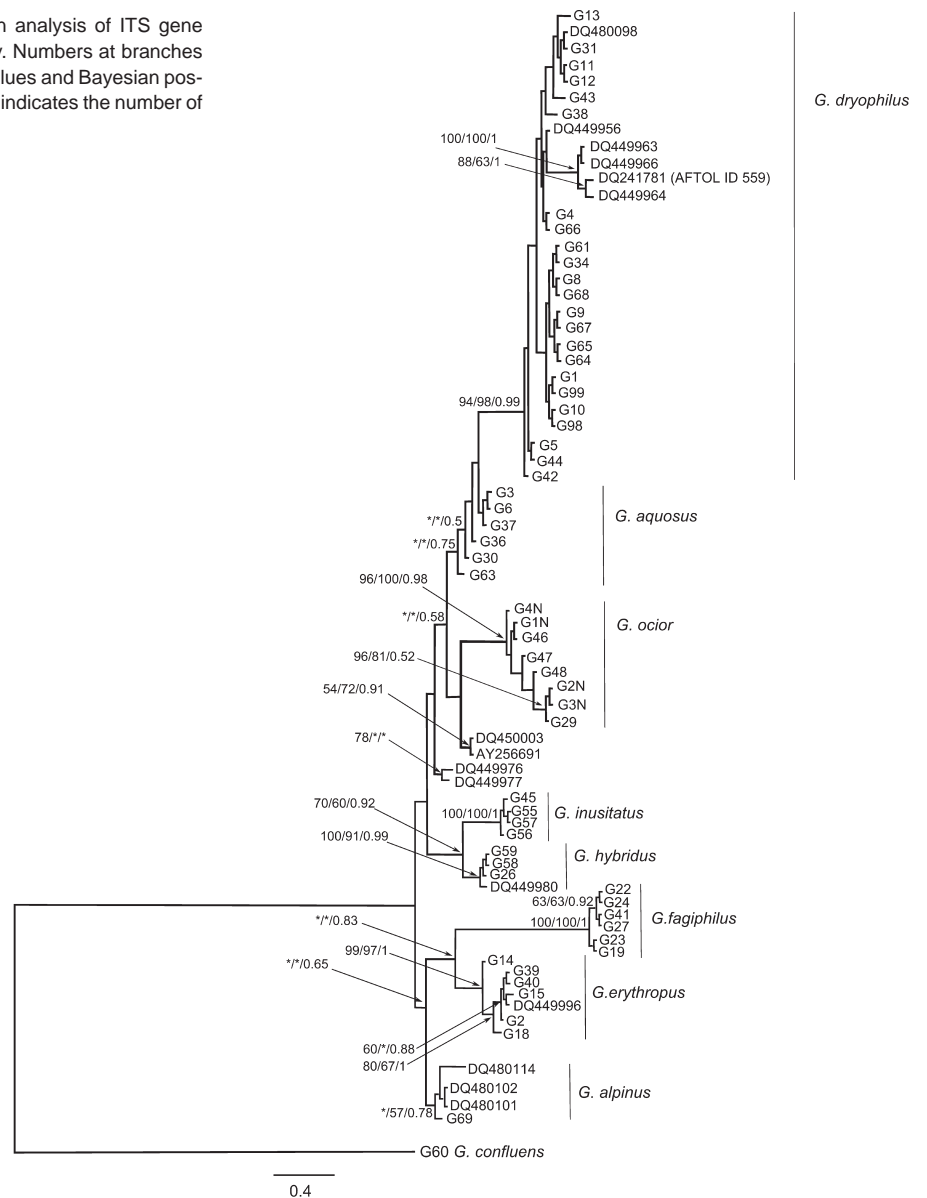 n analysis of ITS gene
y. Numbers at branches
lues and Bayesian pos-
indicates the number of
G13
DQ480098
G31
G11
G12
G43
G38
DQ449956
100/100/1
DQ449963
88/63/1
DQ449966
DQ241781 (AFTOL ID 559)
DQ449964
G4
G66
G61
G34
G8
G68
G9
G67
G65
G64
G1
G99
G10
G98
94/98/0.99
G5
G44
G42
G. dryophilus
G3
G6
G37
*/*/0.5
G36
*/*/0.75
G30
G63
G. aquosus
96/100/0.98
*/*/0.58
G4N
G1N
G46
G47
96/81/0.52
G48
G2N
G3N
G29
G. ocior
54/72/0.91
DQ450003
AY256691
78/*/*
DQ449976
DQ449977
70/60/0.92
100/100/1
G45
G55
G57
G56
G. inusitatus
100/91/0.99
G59
G58
G26
DQ449980
G. hybridus
63/63/0.92
100/100/1
G22
G24
G41
G27
G23
G19
G.fagiphilus
*/*/0.83
99/97/1
*/*/0.65
G14
G39
G40
G15
DQ449996
G2
G18
G.erythropus
60/*/0.88
80/67/1
DQ480114
DQ480102
DQ480101
*/57/0.78
G69
G. alpinus
G60 G. confluens
0.4